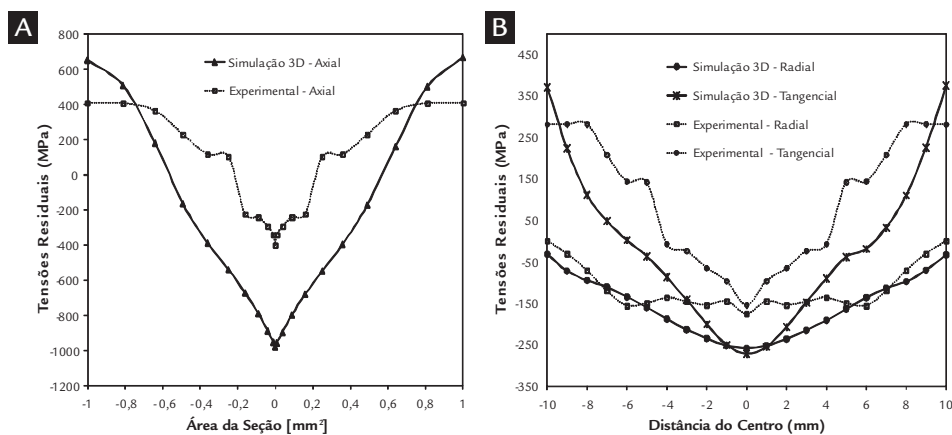 A
Tensões Residuais (MPa)
800
600
400
200
0
-200
-400
-600
-800
-1000
-1200
Simulação 3D - Axial
Experimental - Axial
-1 -0,8 -0,6 -0,4 -0,2 0 0,2 0,4 0,6 0,8 1
Área da Seção [mm²]
B
Tensões Residuais (MPa)
450
350
250
150
50
-50
-150
-250
-350
Simulação 3D - Radial
Simulação 3D - Tangencial
Experimental - Radial
Experimental - Tangencial
-10 -8 -6 -4 -2 0 2 4 6 8 10
Distância do Centro (mm)